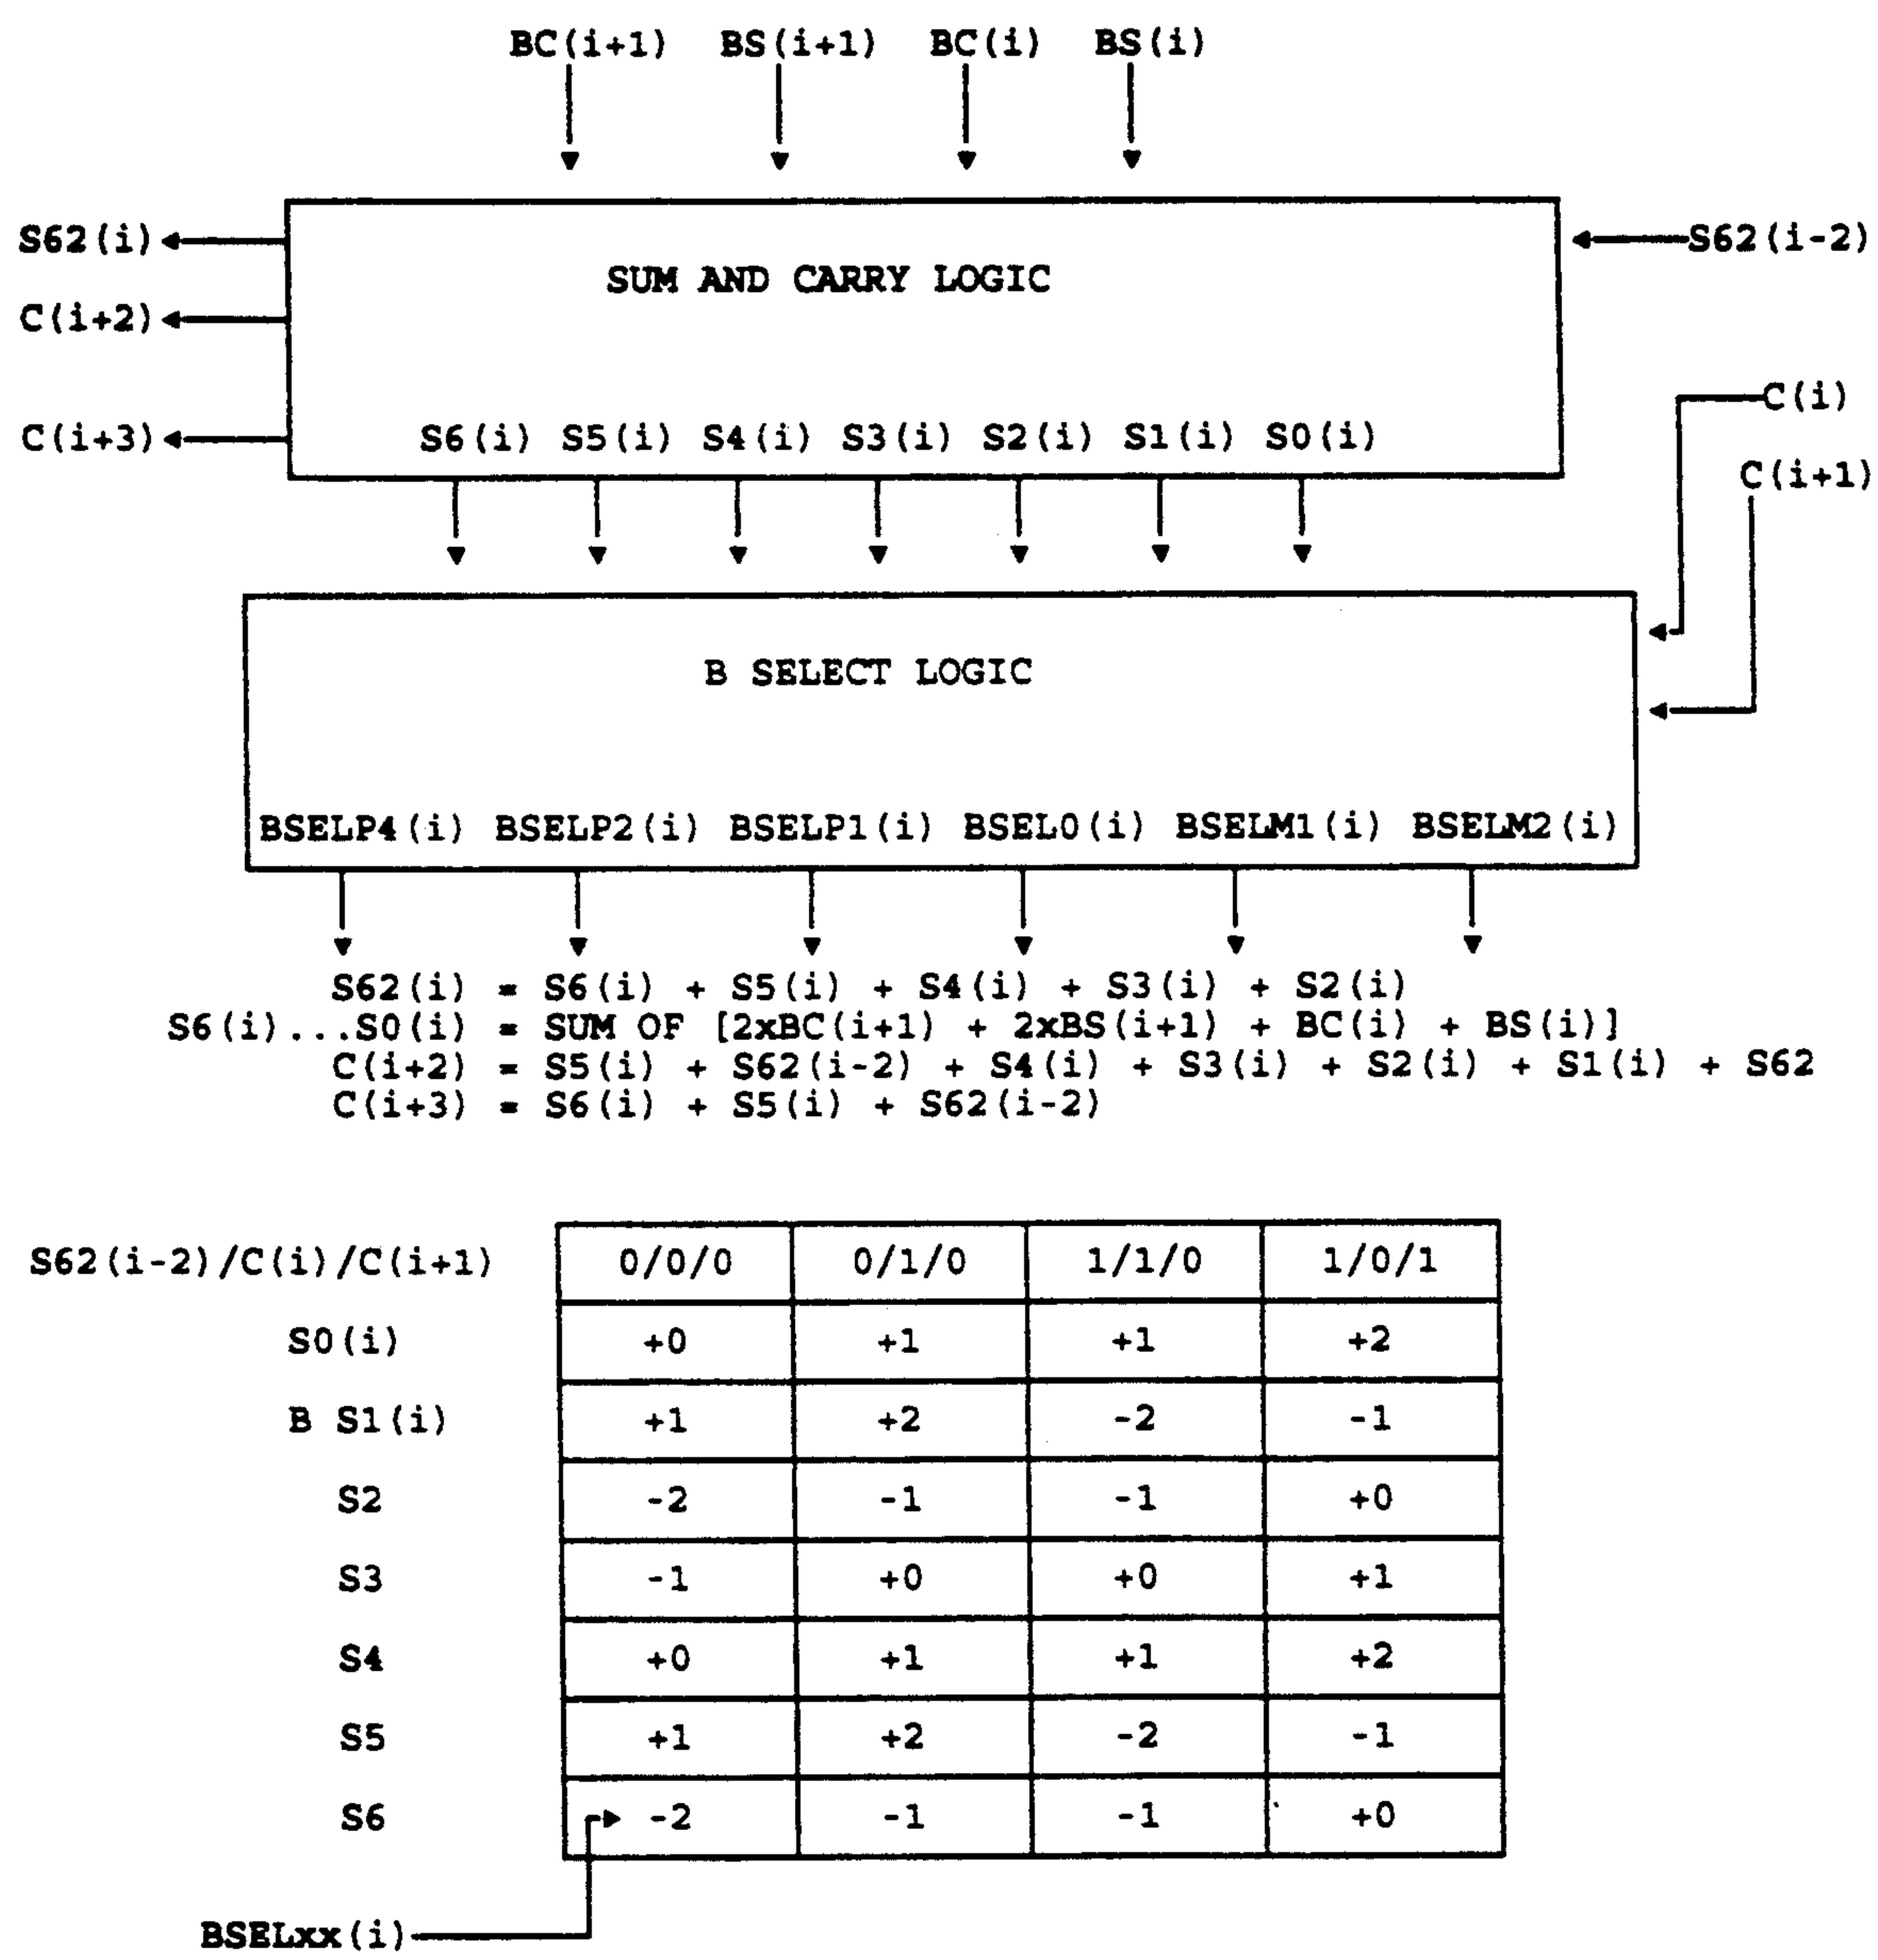 BC(i+1) BS(i+1) BC(i) BS(i)
S62(i) S62(i-2)
SUM AND CARRY LOGIC
C(i+2)
C(i)
C(i+3) S6(i) S5(i) S4(i) S3(i) S2(i) S1(i) S0(i)
C(i+1)
B SELECT LOGIC
BSELP4(i) BSELP2(i) BSELP1(i) BSEL0(i) BSELM1(i) BSELM2(i)
S62(i) = S6(i) + S5(i) + S4(i) + S3(i) + S2(i)
S6(i)...S0(i) = SUM OF [2xBC(i+1) + 2xBS(i+1) + BC(i) + BS(i)]
C(i+2) = S5(i) + S62(i-2) + S4(i) + S3(i) + S2(i) + S1(i) + S62
C(i+3) = S6(i) + S5(i) + S62(i-2)
S62(i-2)/C(i)/C(i+1) 0/0/0 0/1/0 1/1/0 1/0/1
S0(i) +0 +1 +1 +2
B S1(i) +1 +2 -2 -1
S2 -2 -1 -1 +0
S3 -1 +0 +0 +1
S4 +0 +1 +1 +2
S5 +1 +2 -2 -1
S6 -2 -1 -1 +0
BSELxx(i)